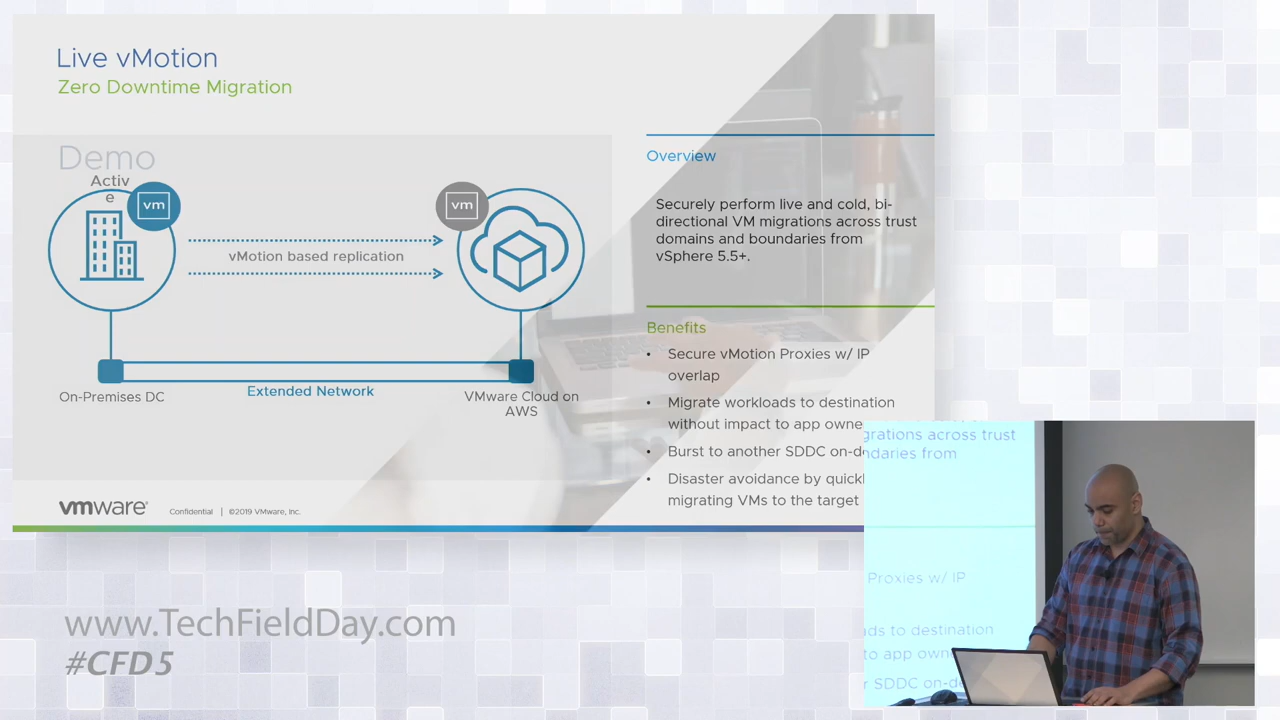 Live vMotion
Zero Downtime Migration
Demo
Activ
e
vm
vm
vMotion based replication
On-Premises DC
Extended Network
VMware Cloud on
AWS
Overview
Securely perform live and cold, bi-
directional VM migrations across trust
domains and boundaries from
vSphere 5.5+.
Benefits
• Secure vMotion Proxies w/ IP
overlap
• Migrate workloads to destination
without impact to app owne
• Burst to another SDDC on-d
• Disaster avoidance by quickl
migrating VMs to the target
vmware®
Confidential | ©2019 VMware, Inc.
grations across trust
ndaries from
Proxies w/ IP
ads to destination
to app own
r SDDC on-de
www.TechFieldDay.com
#CFD5